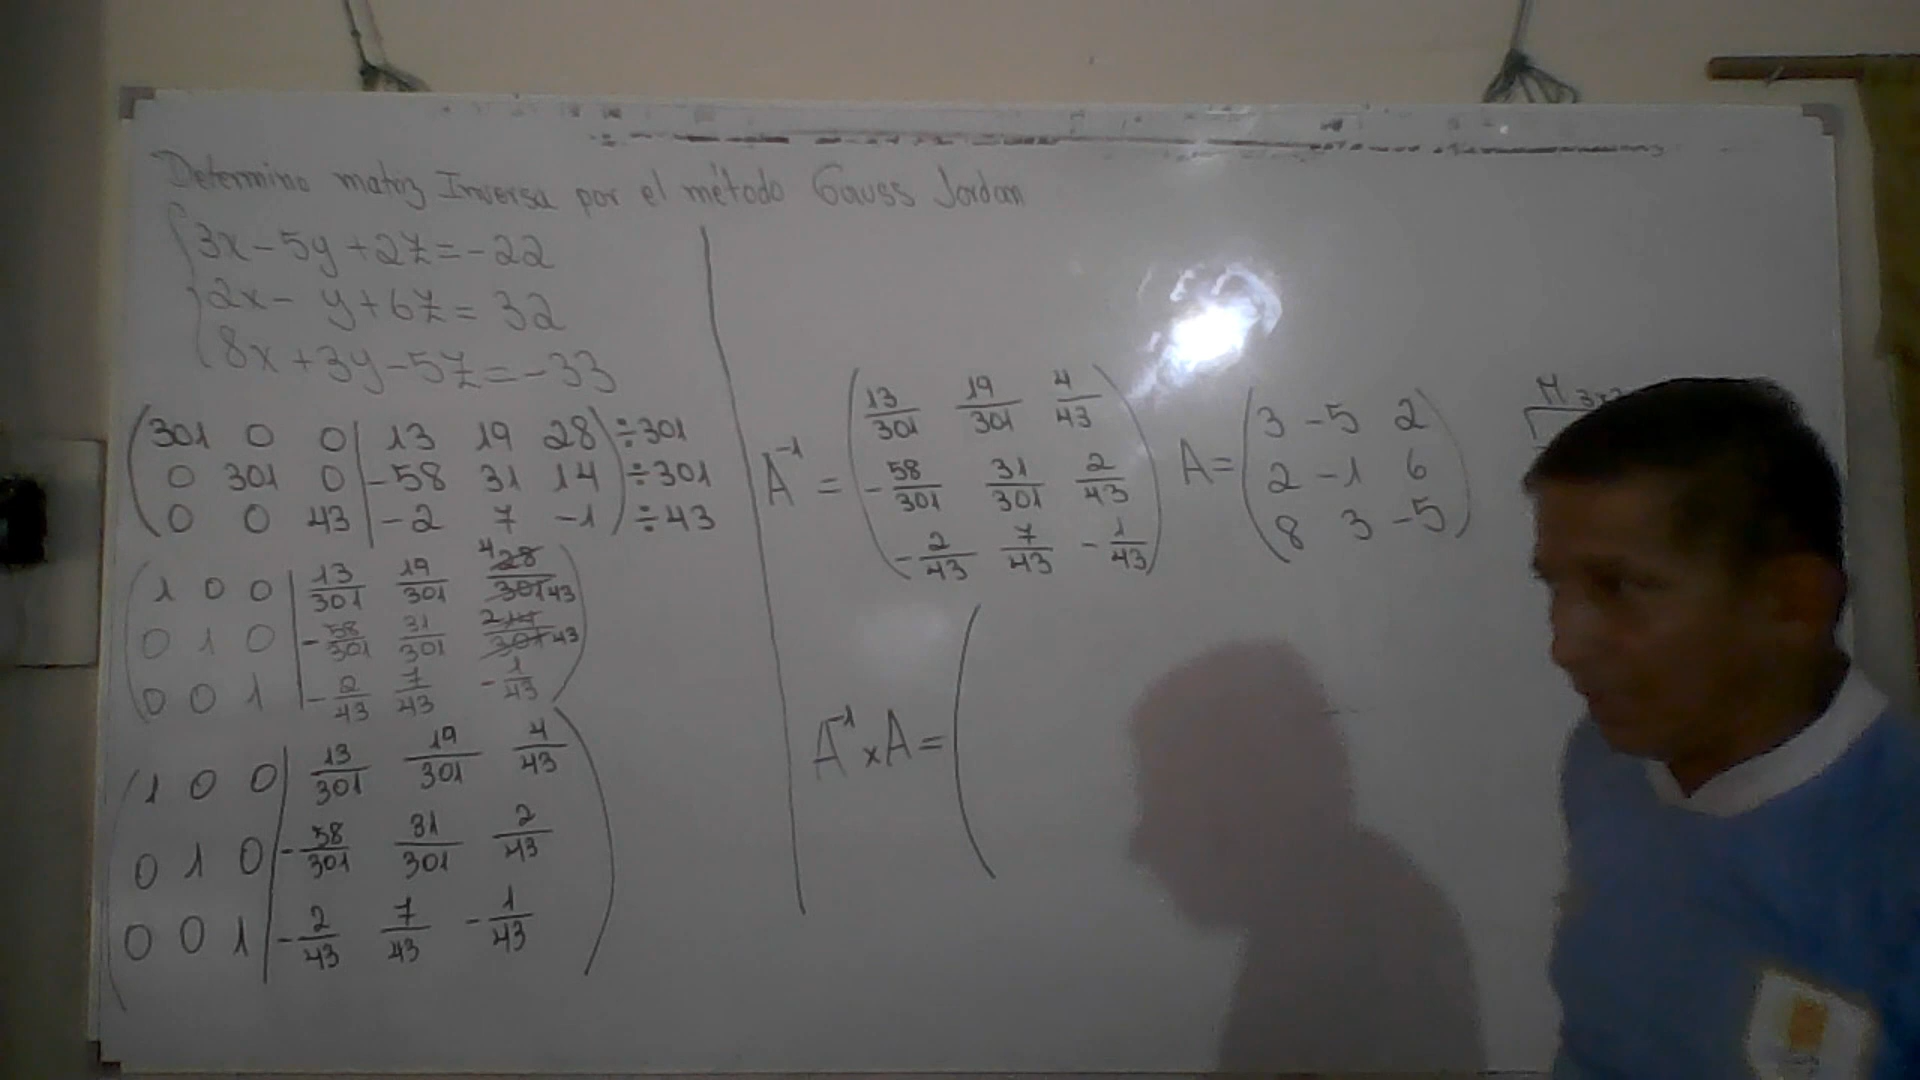 Determino matriz Inversa por el método Gauss Jordan
3x - 5y + 2z = -22
2x - y + 6z = 32
8x + 3y - 5z = -33
301 0 0 | 13 19 28 ÷301
0 301 0 | -58 31 14 ÷301
0 0 43 | -2 7 -1 ÷43
1 0 0 | 13/301 19/301 28/301 4/43
0 1 0 | -58/301 31/301 14/301 2/43
0 0 1 | -2/43 7/43 -1/43
1 0 0 | 13/301 19/301 4/43
0 1 0 | -58/301 31/301 2/43
0 0 1 | -2/43 7/43 -1/43
A⁻¹ = ( 13/301 19/301 4/43
-58/301 31/301 2/43
-2/43 7/43 -1/43 )
A = ( 3 -5 2
2 -1 6
8 3 -5 )
A⁻¹ x A = (